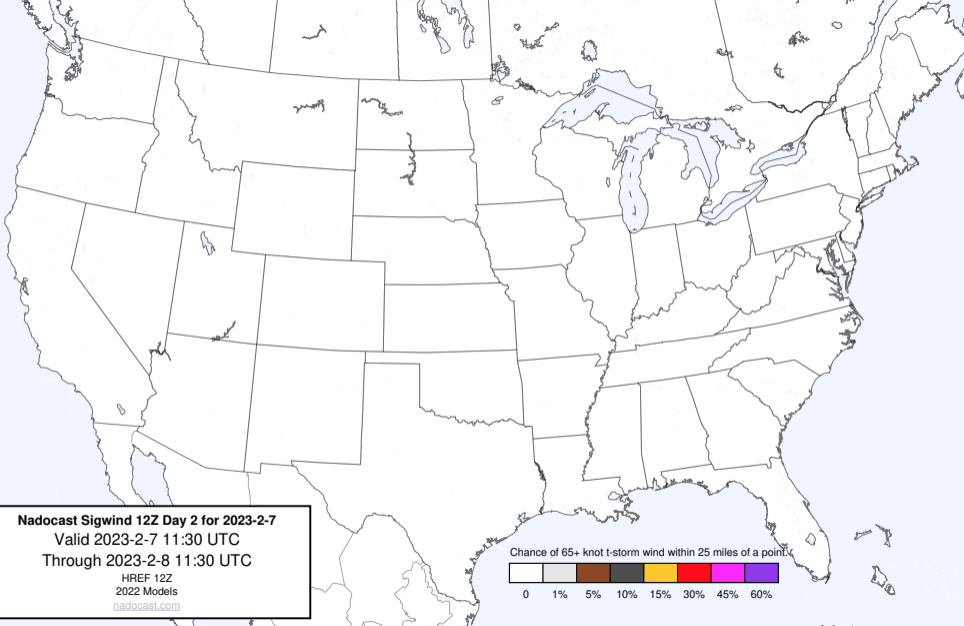 Nadocast Sigwind 12Z Day 2 for 2023-2-7
Valid 2023-2-7 11:30 UTC
Through 2023-2-8 11:30 UTC
HREF 12Z
2022 Models
nadocast.com
Chance of 65+ knot t-storm wind within 25 miles of a point.
0 1% 5% 10% 15% 30% 45% 60%